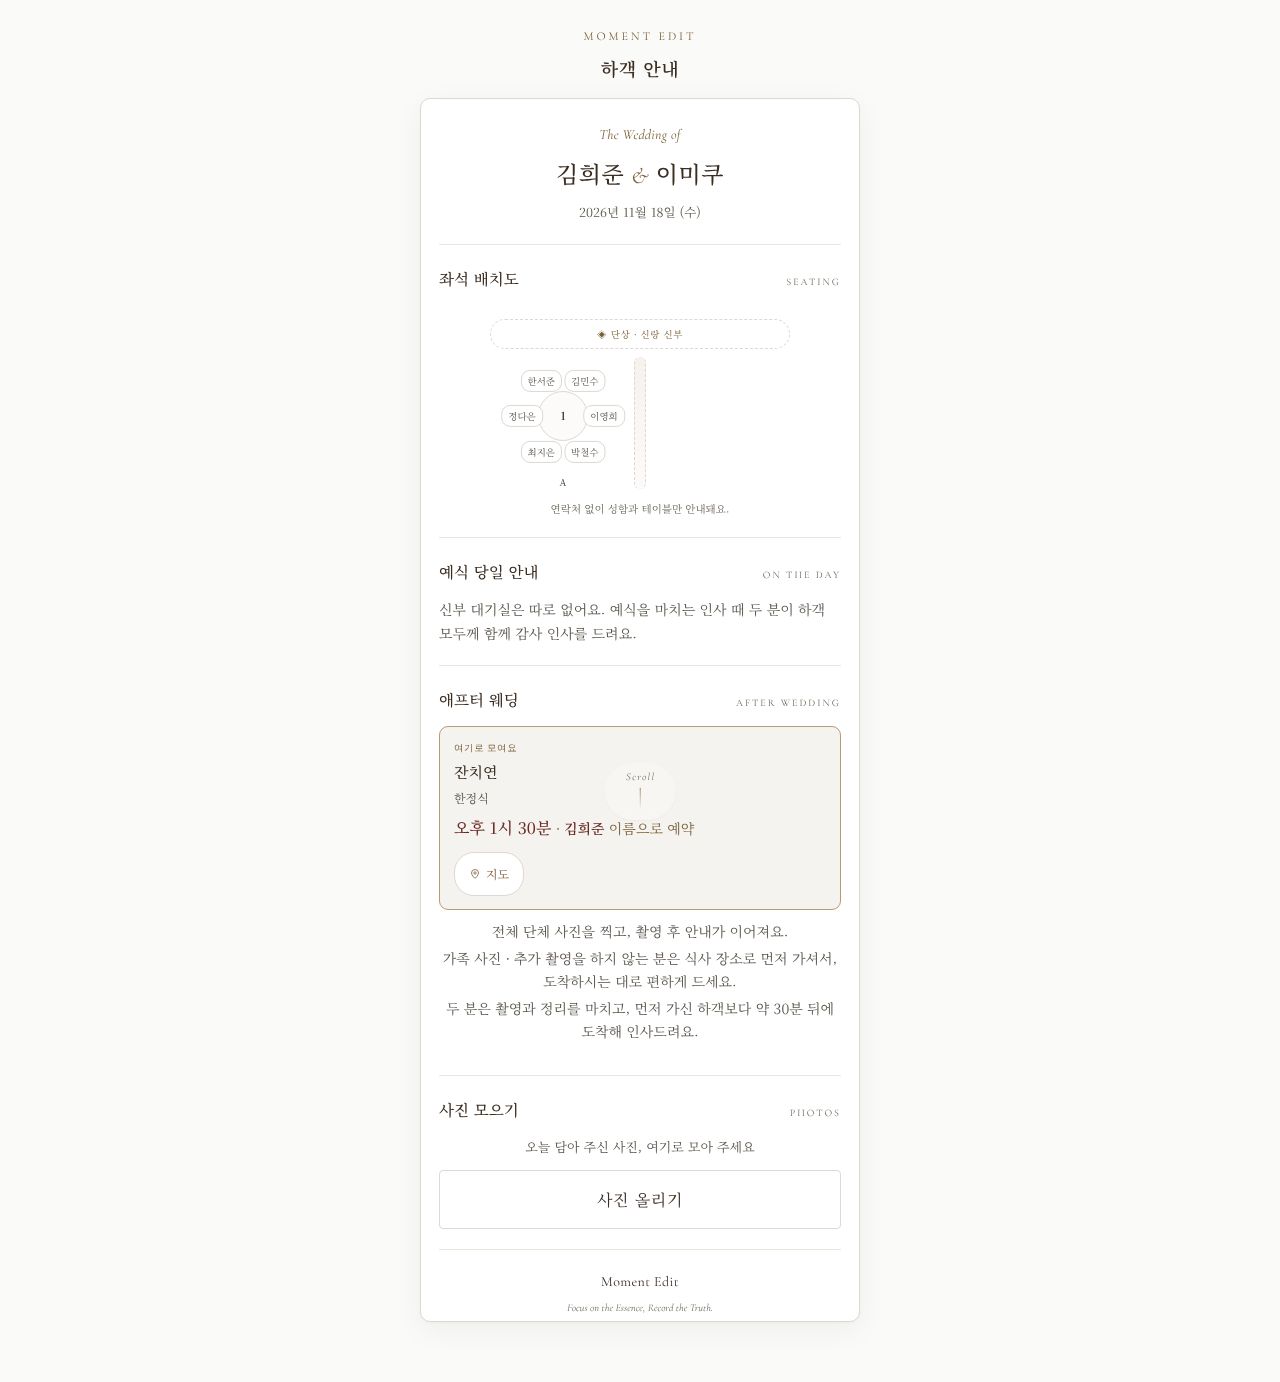 MOMENT EDIT
하객 안내
The Wedding of
김희준 & 이미쿠
2026년 11월 18일 (수)
좌석 배치도
SEATING
◈ 단상 · 신랑 신부
한서준 김민수
정다은 1 이영희
최지은 박철수
A
연락처 없이 성함과 테이블만 안내돼요.
예식 당일 안내
ON THE DAY
신부 대기실은 따로 없어요. 예식을 마치는 인사 때 두 분이 하객
모두께 함께 감사 인사를 드려요.
애프터 웨딩
AFTER WEDDING
여기로 모여요
잔치연
Scroll
한정식
오후 1시 30분 · 김희준 이름으로 예약
지도
전체 단체 사진을 찍고, 촬영 후 안내가 이어져요.
가족 사진 · 추가 촬영을 하지 않는 분은 식사 장소로 먼저 가셔서,
도착하시는 대로 편하게 드세요.
두 분은 촬영과 정리를 마치고, 먼저 가신 하객보다 약 30분 뒤에
도착해 인사드려요.
사진 모으기
PHOTOS
오늘 담아 주신 사진, 여기로 모아 주세요
사진 올리기
Moment Edit
Focus on the Essence, Record the Truth.